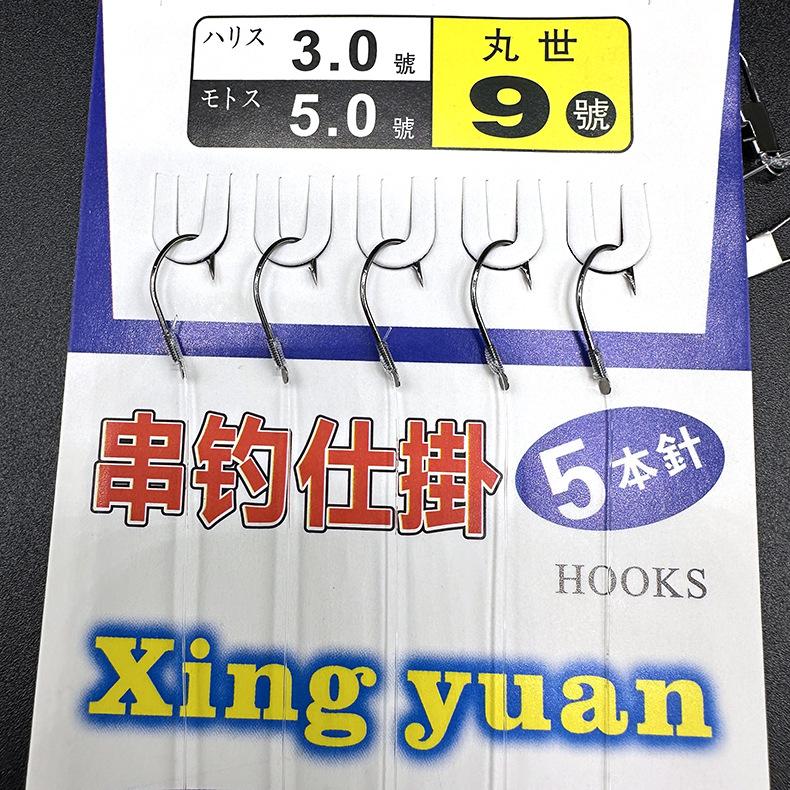 ハリス 3.0 號
モトス 5.0 號
丸世
9 號
串钓仕掛
5本針
HOOKS
Xing yuan